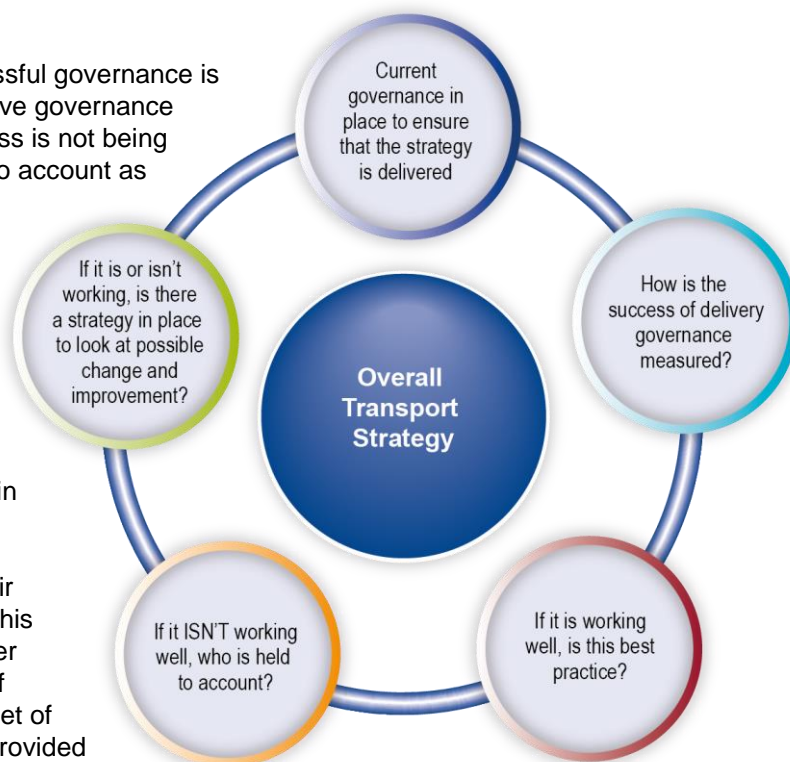 ssful governance is
ve governance
ss is not being
o account as
in
ir
his
er
f
et of
rovided
Current
governance in
place to ensure
that the strategy
is delivered
How is the
success of delivery
governance
measured?
If it is working
well, is this best
practice?
If it ISN'T working
well, who is held
to account?
If it is or isn't
working, is there
a strategy in place
to look at possible
change and
improvement?
Overall
Transport
Strategy